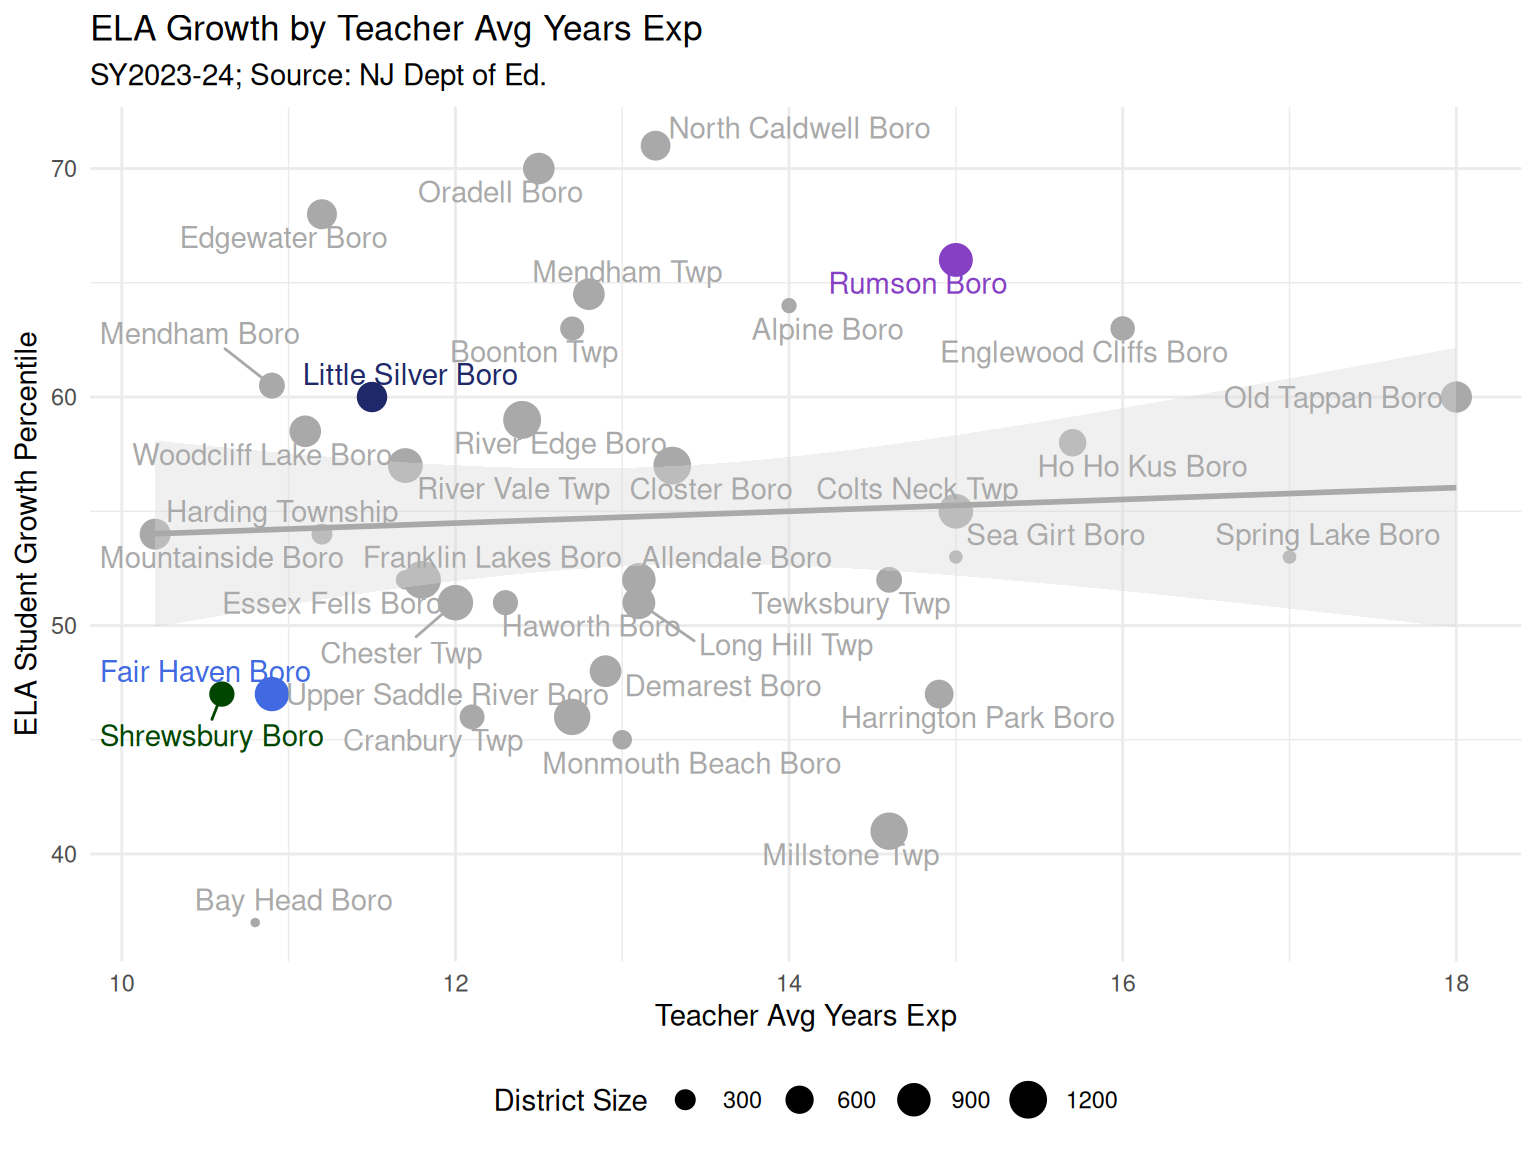 ELA Growth by Teacher Avg Years Exp
SY2023-24; Source: NJ Dept of Ed.
ELA Student Growth Percentile
70
60
50
40
North Caldwell Boro
Oradell Boro
Edgewater Boro
Mendham Twp
Rumson Boro
Alpine Boro
Mendham Boro
Boonton Twp
Englewood Cliffs Boro
Little Silver Boro
Old Tappan Boro
River Edge Boro
Woodcliff Lake Boro
Ho Ho Kus Boro
River Vale Twp
Closter Boro
Colts Neck Twp
Harding Township
Sea Girt Boro
Spring Lake Boro
Mountainside Boro
Franklin Lakes Boro
Allendale Boro
Essex Fells Boro
Tewksbury Twp
Haworth Boro
Long Hill Twp
Chester Twp
Fair Haven Boro
Upper Saddle River Boro
Demarest Boro
Harrington Park Boro
Shrewsbury Boro
Cranbury Twp
Monmouth Beach Boro
Millstone Twp
Bay Head Boro
10
12
14
16
18
Teacher Avg Years Exp
District Size
300
600
900
1200